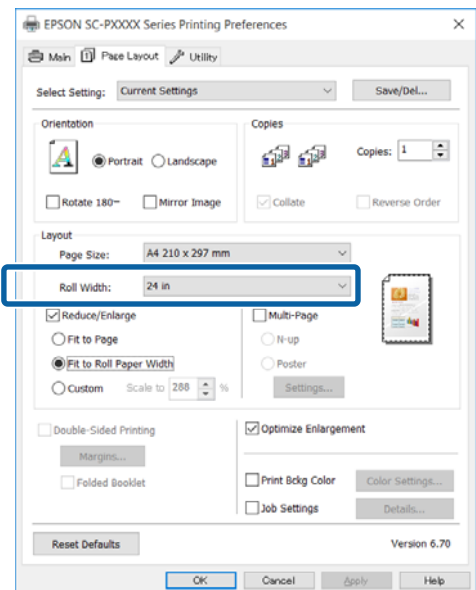 EPSON SC-PXXXX Series Printing Preferences
Main Page Layout Utility
Select Setting: Current Settings Save/Del...
Orientation Copies
Portrait Landscape Copies: 1
Rotate 180° Mirror Image Collate Reverse Order
Layout
Page Size: A4 210 x 297 mm
Roll Width: 24 in
Reduce/Enlarge Multi-Page
Fit to Page N-up
Fit to Roll Paper Width Poster
Custom Scale to 288 % Settings...
Double-Sided Printing Optimize Enlargement
Margins...
Folded Booklet Print Bckg Color Color Settings...
Job Settings Details...
Reset Defaults Version 6.70
OK Cancel Apply Help